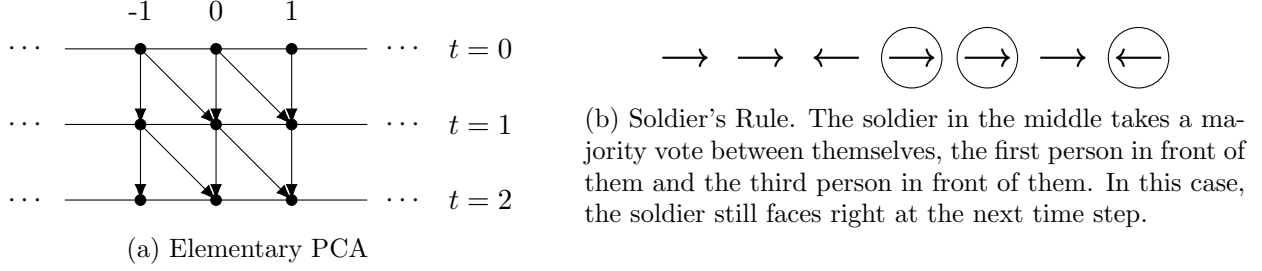 -1 0 1
··· ··· t = 0
··· ··· t = 1
··· ··· t = 2
(a) Elementary PCA
(b) Soldier's Rule. The soldier in the middle takes a ma-
jority vote between themselves, the first person in front of
them and the third person in front of them. In this case,
the soldier still faces right at the next time step.